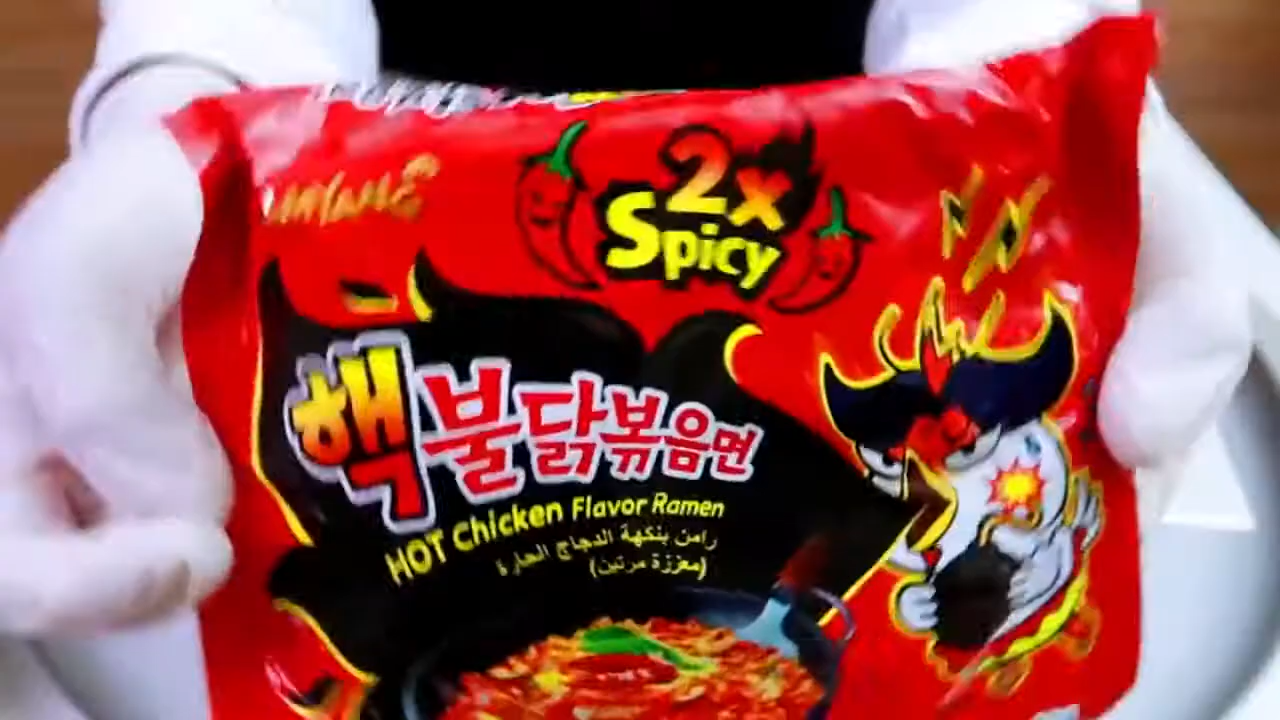 2x
Spicy
핵불닭볶음면
HOT Chicken Flavor Ramen
رامن بنكهة الدجاج الحارة
(معززة مرتين)